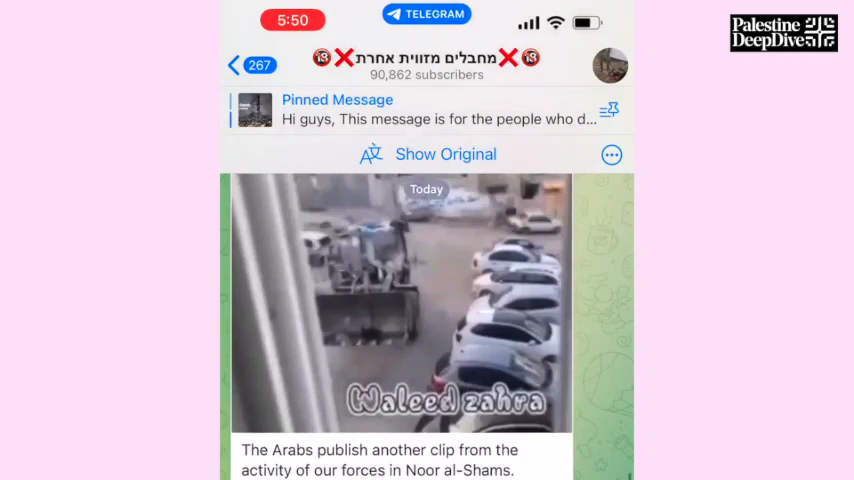 5:50
TELEGRAM
Palestine
DeepDive
267
🔞❌מחבלים מזווית אחרת❌🔞
90,862 subscribers
Pinned Message
Hi guys, This message is for the people who d...
Show Original
Today
Waleed zahra
The Arabs publish another clip from the
activity of our forces in Noor al-Shams.